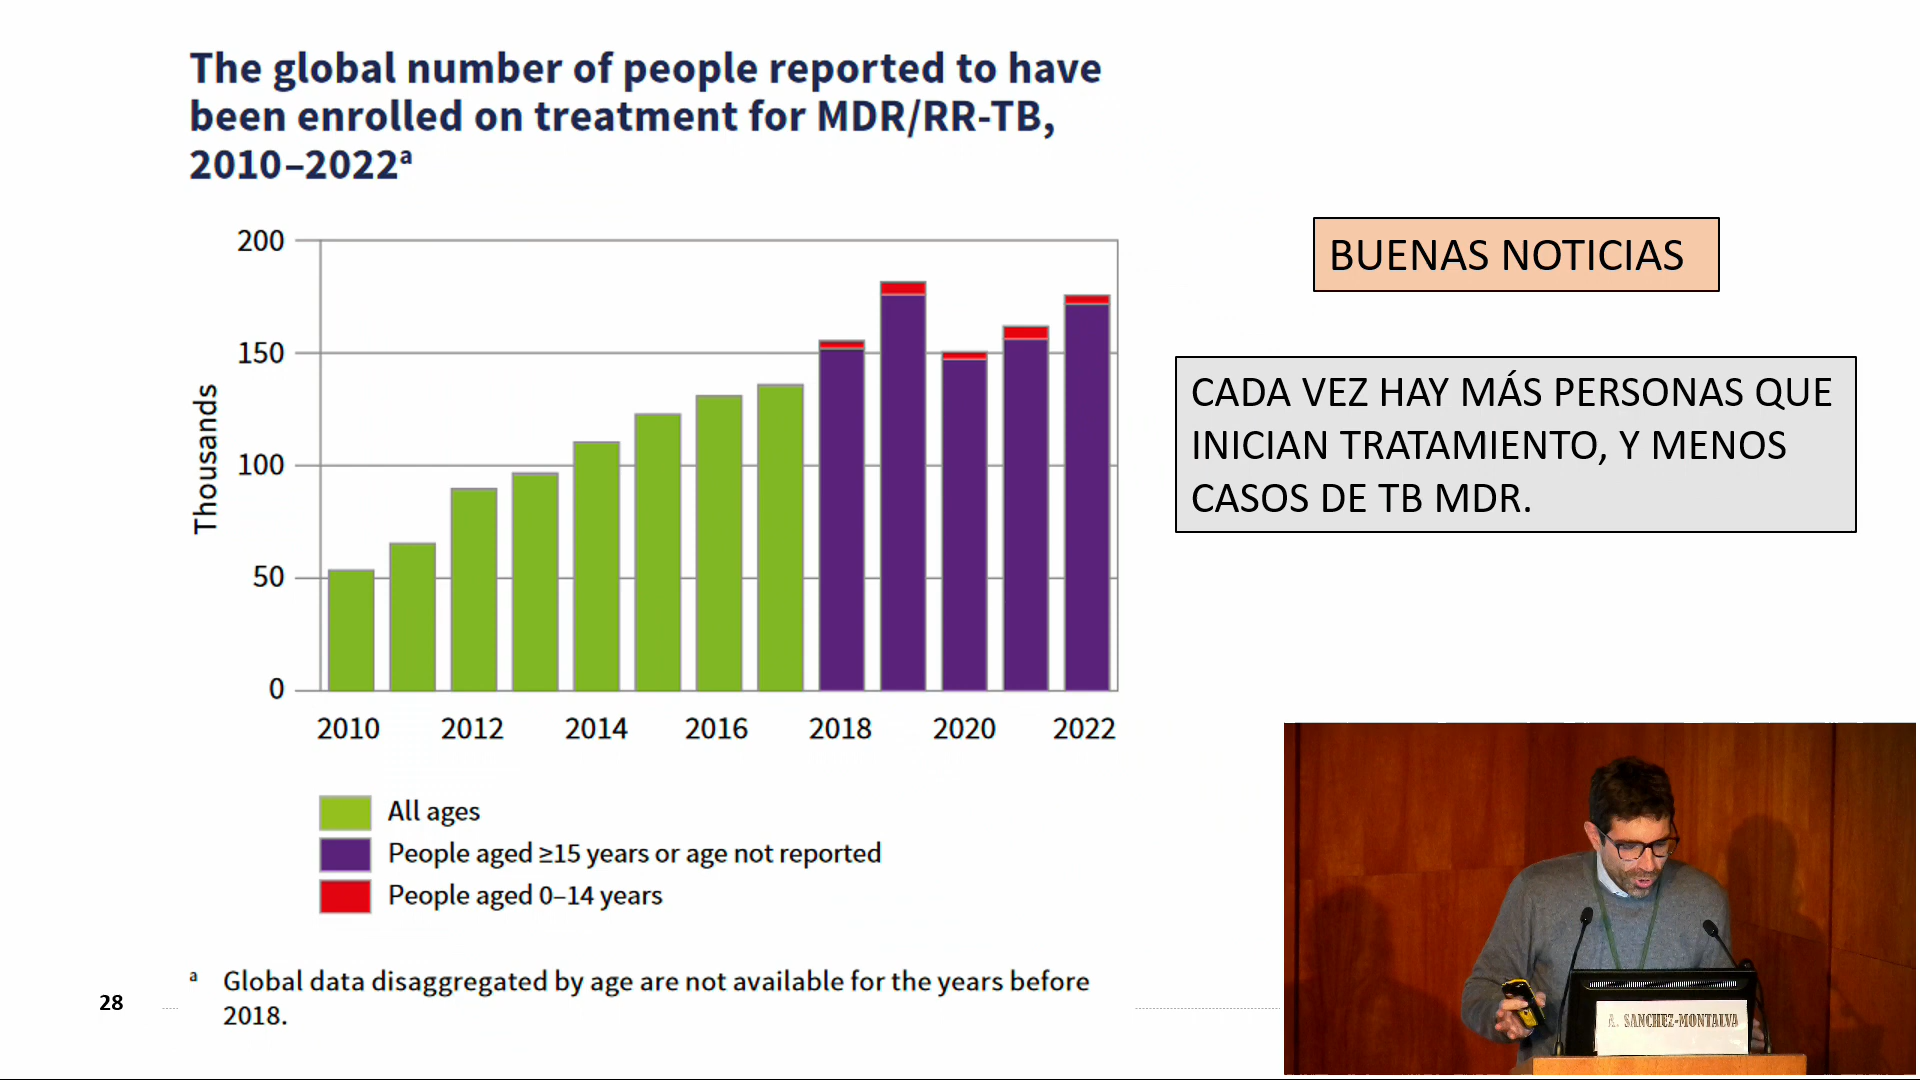 The global number of people reported to have
been enrolled on treatment for MDR/RR-TB,
2010–2022ª
Thousands
200
150
100
50
0
2010 2012 2014 2016 2018 2020 2022
All ages
People aged ≥15 years or age not reported
People aged 0–14 years
a Global data disaggregated by age are not available for the years before
2018.
28
BUENAS NOTICIAS
CADA VEZ HAY MÁS PERSONAS QUE
INICIAN TRATAMIENTO, Y MENOS
CASOS DE TB MDR.
A. SANCHEZ-MONTALVA